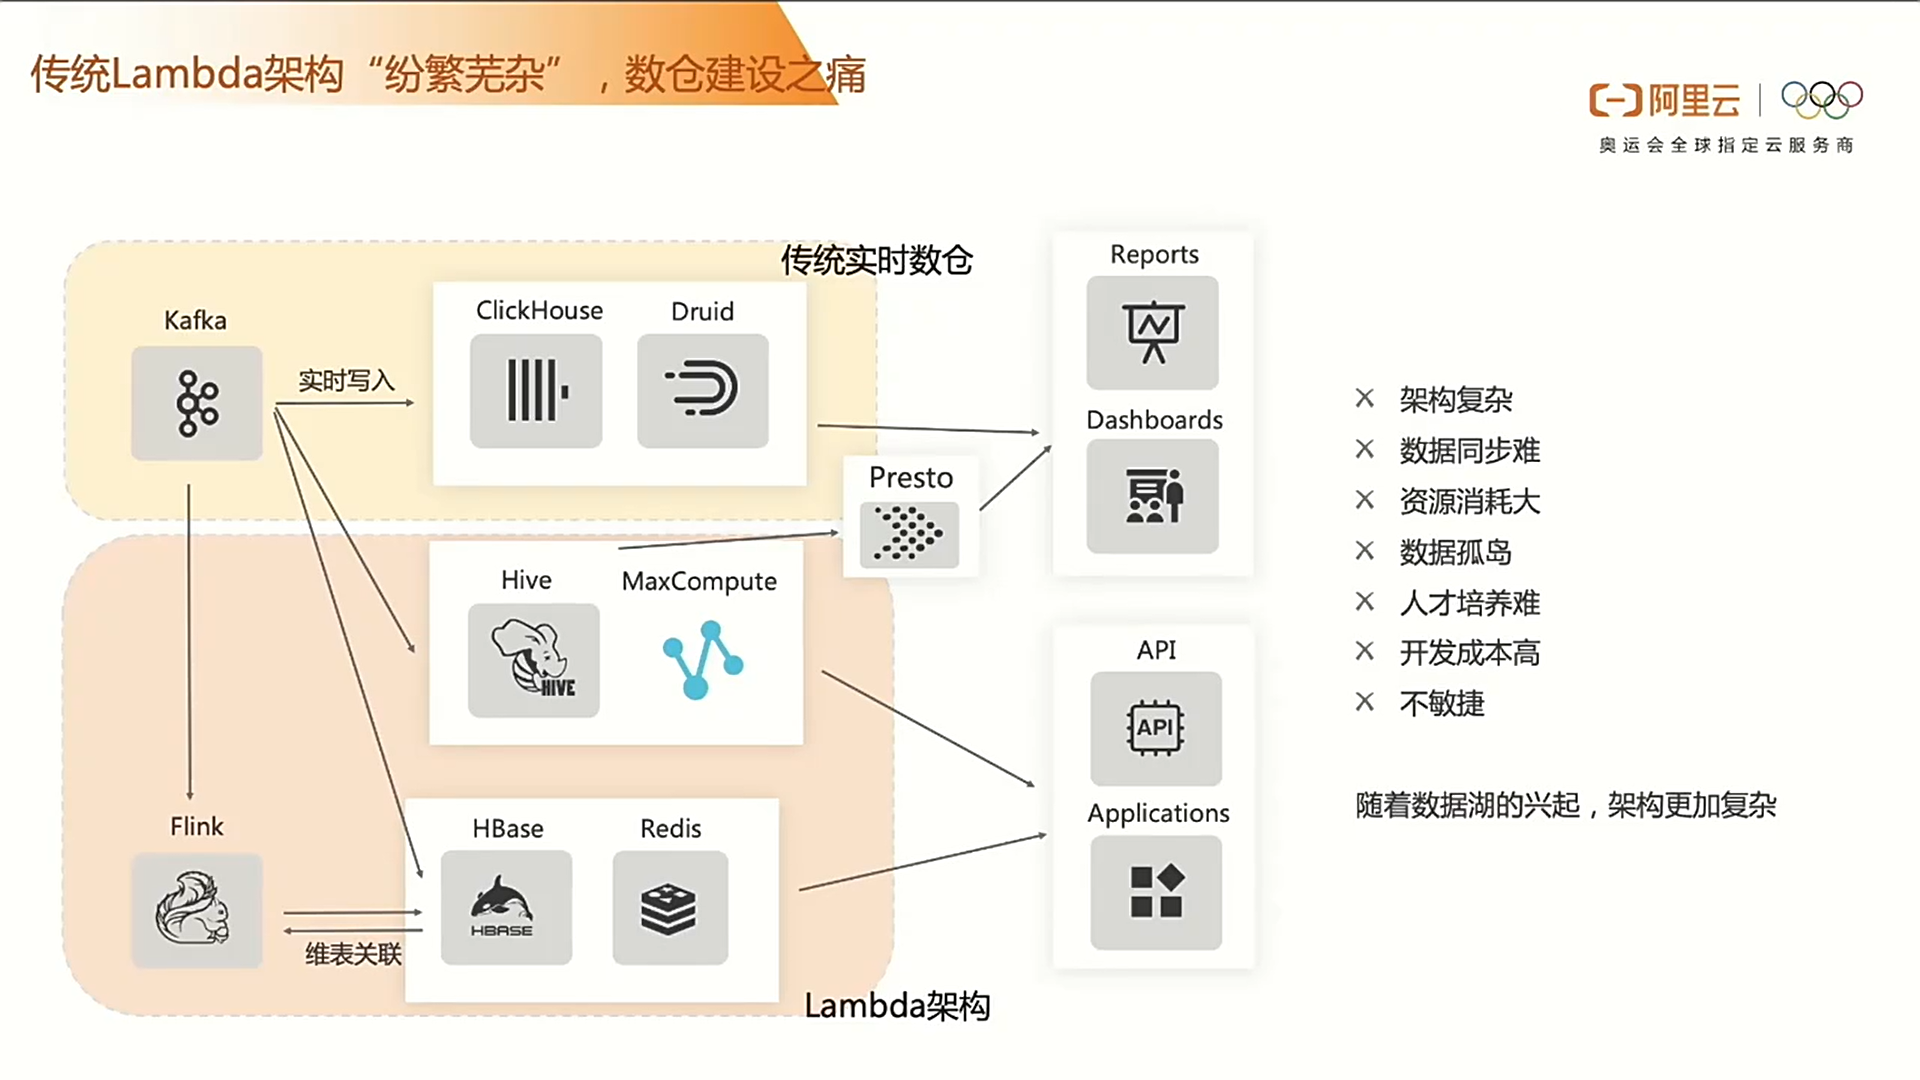 传统Lambda架构“纷繁芜杂”，数仓建设之痛
阿里云
奥运会全球指定云服务商
传统实时数仓
Kafka
实时写入
ClickHouse
Druid
Presto
Reports
Dashboards
Hive
HIVE
MaxCompute
Flink
维表关联
HBase
HBASE
Redis
Lambda架构
API
API
Applications
架构复杂
数据同步难
资源消耗大
数据孤岛
人才培养难
开发成本高
不敏捷
随着数据湖的兴起，架构更加复杂